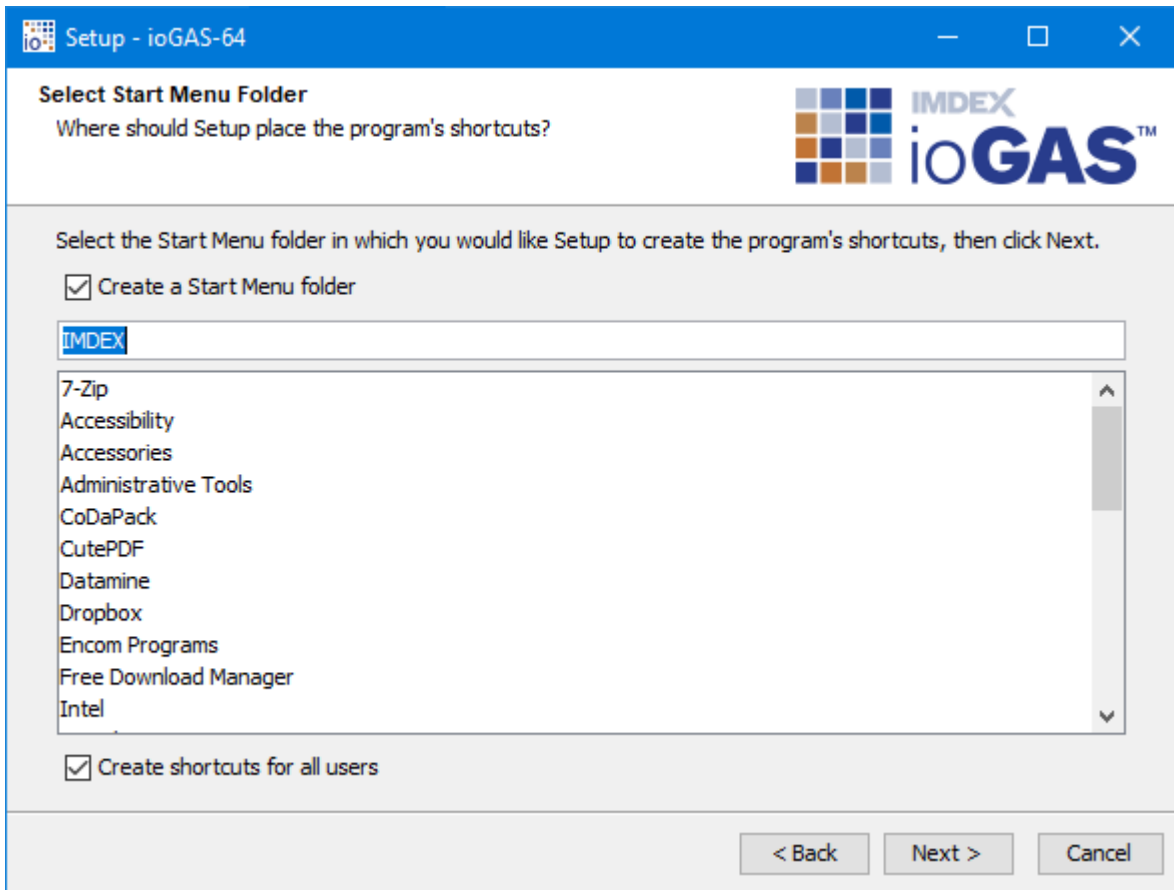 io
Setup - ioGAS-64
Select Start Menu Folder
Where should Setup place the program's shortcuts?
IMDEX
ioGAS™
Select the Start Menu folder in which you would like Setup to create the program's shortcuts, then click Next.
Create a Start Menu folder
IMDEX
7-Zip
Accessibility
Accessories
Administrative Tools
CoDaPack
CutePDF
Datamine
Dropbox
Encom Programs
Free Download Manager
Intel
Create shortcuts for all users
< Back Next > Cancel